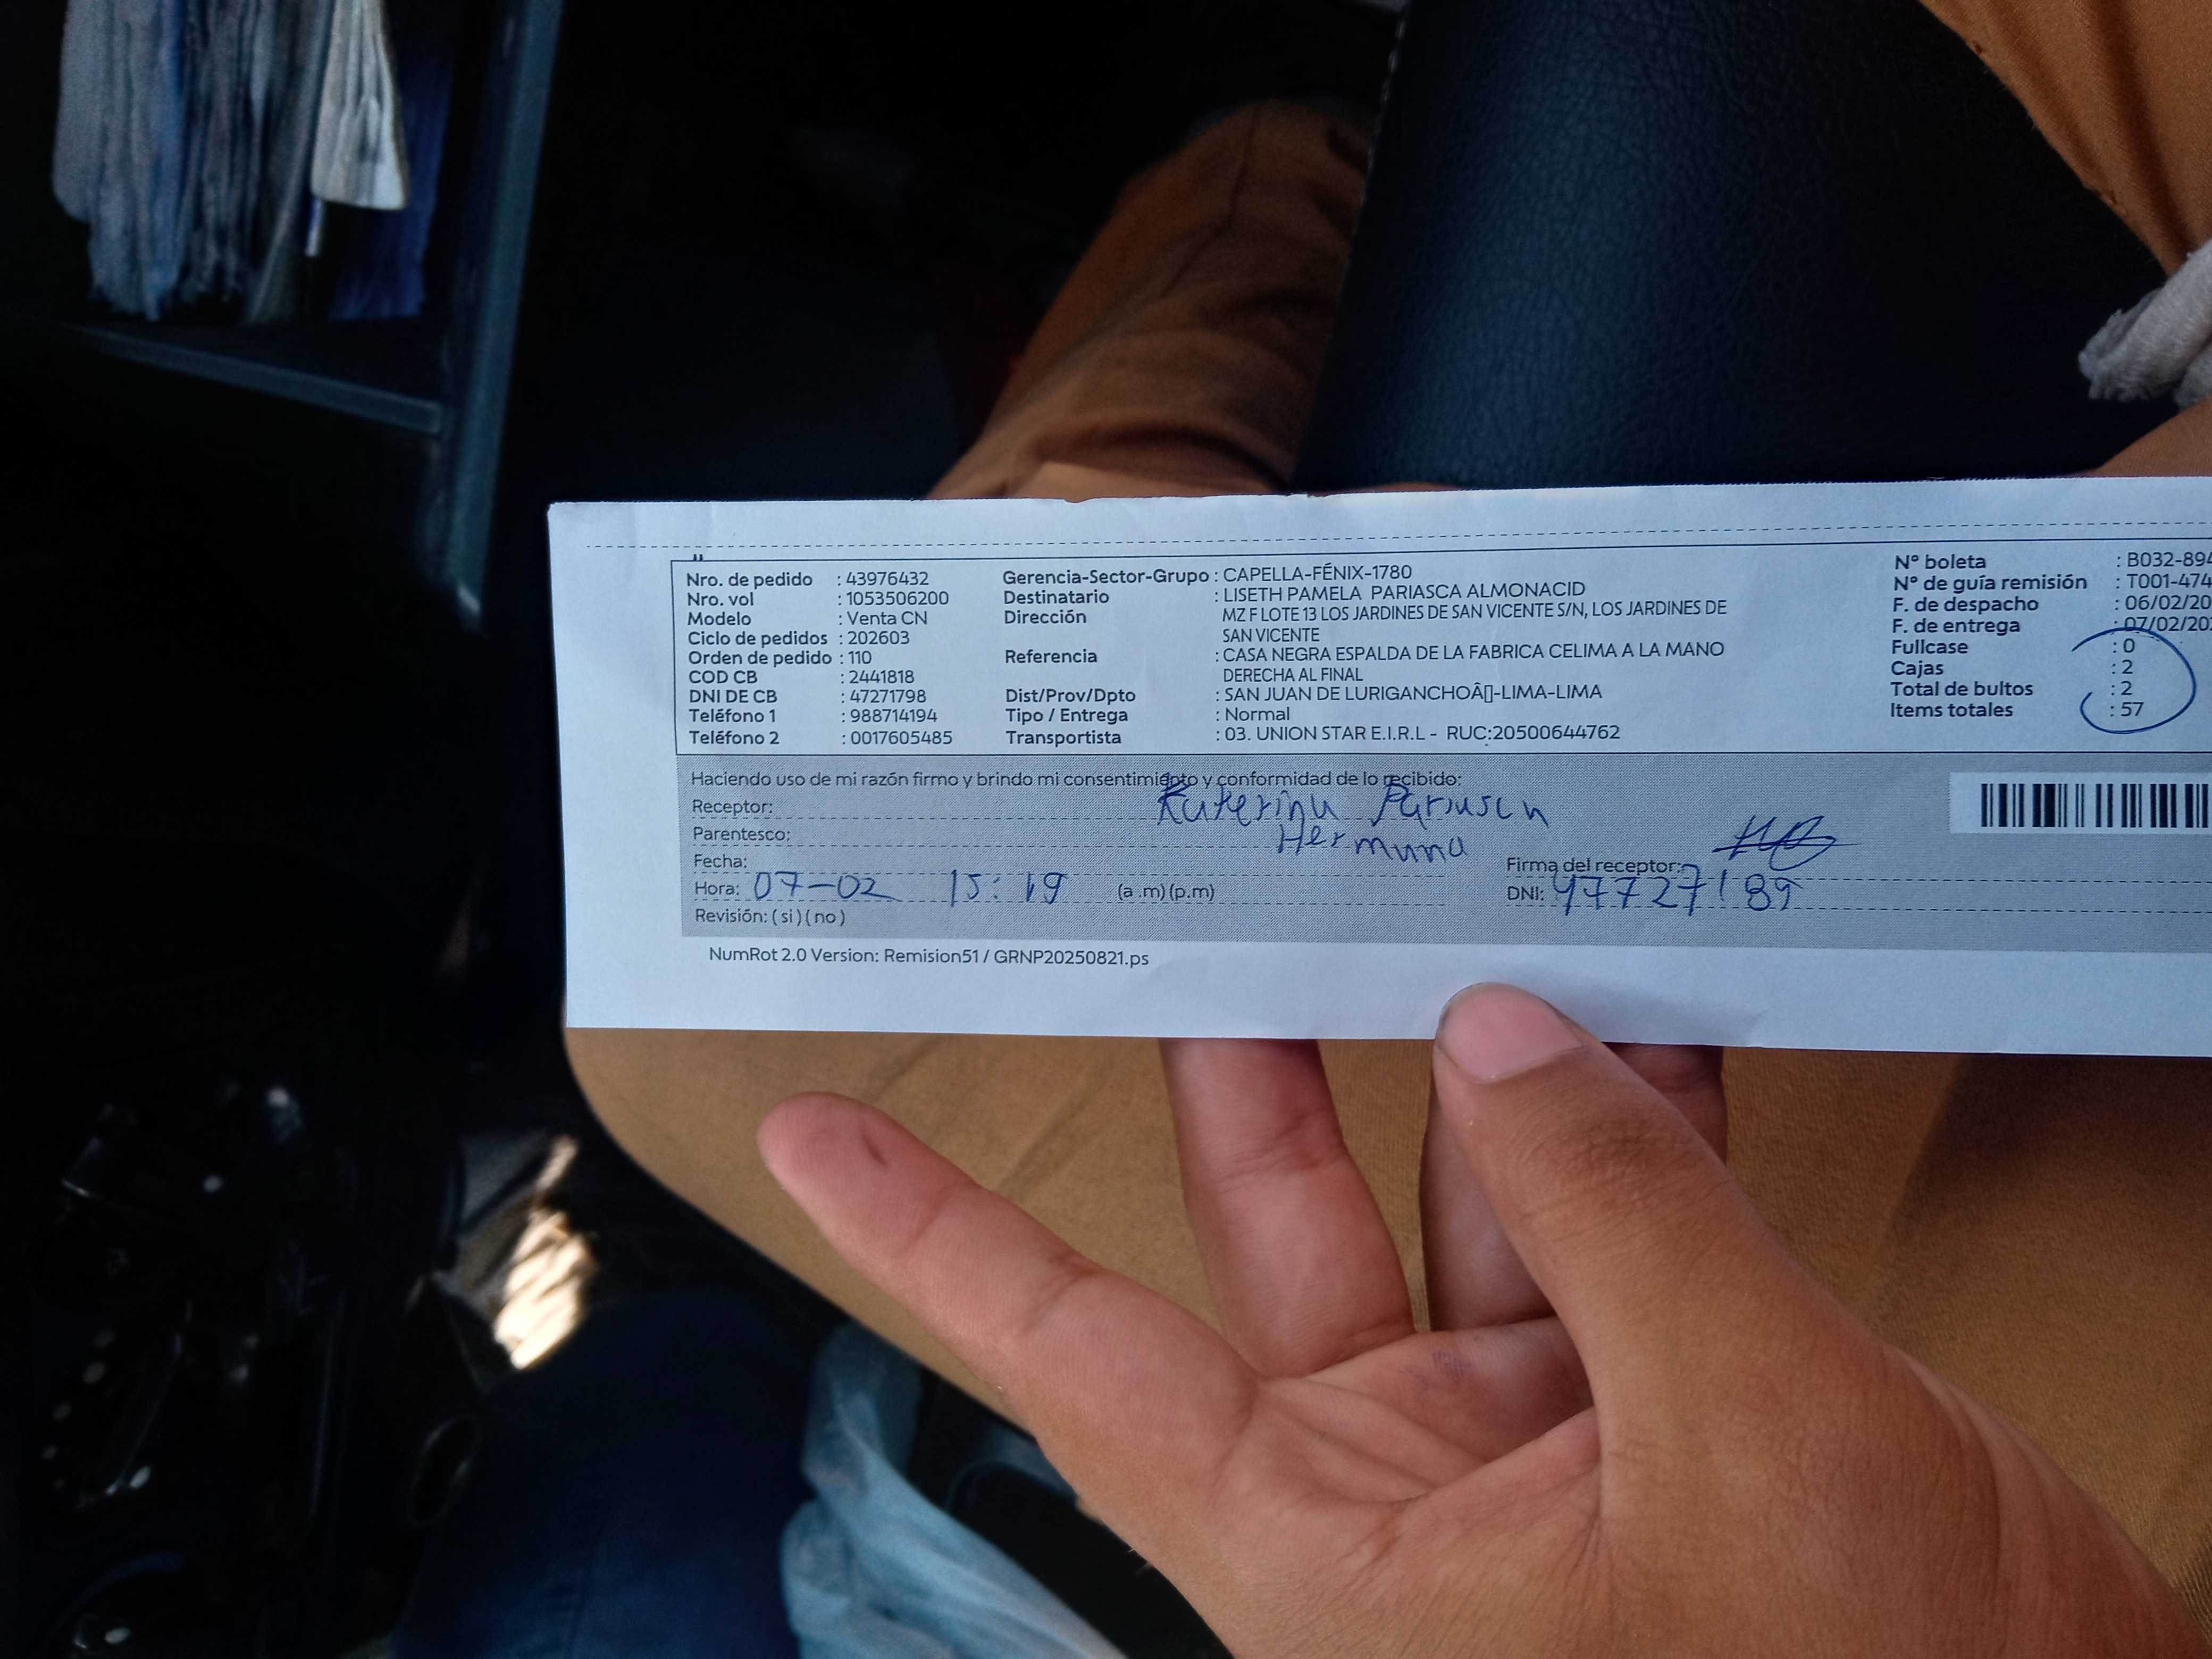 Nro. de pedido : 43976432
Nro. vol : 1053506200
Modelo : Venta CN
Ciclo de pedidos : 202603
Orden de pedido : 110
COD CB : 2441818
DNI DE CB : 47271798
Teléfono 1 : 988714194
Teléfono 2 : 0017605485
Gerencia-Sector-Grupo : CAPELLA-FÉNIX-1780
Destinatario : LISETH PAMELA PARIASCA ALMONACID
Dirección MZ F LOTE 13 LOS JARDINES DE SAN VICENTE S/N, LOS JARDINES DE
SAN VICENTE
Referencia : CASA NEGRA ESPALDA DE LA FABRICA CELIMA A LA MANO
DERECHA AL FINAL
Dist/Prov/Dpto : SAN JUAN DE LURIGANCHOÂ▯-LIMA-LIMA
Tipo / Entrega : Normal
Transportista : 03. UNION STAR E.I.R.L - RUC:20500644762
Nº boleta : B032-894
Nº de guía remisión : T001-474
F. de despacho : 06/02/20
F. de entrega : 07/02/202
Fullcase : 0
Cajas : 2
Total de bultos : 2
Items totales : 57
Haciendo uso de mi razón firmo y brindo mi consentimiento y conformidad de lo recibido:
Receptor: Katerina
Parentesco: Hermana
Fecha:
Hora: 07-02 15:19 (a .m) (p.m)
Revisión: ( si ) ( no )
Firma del receptor:
DNI:
NumRot 2.0 Version: Remision51 / GRNP20250821.ps